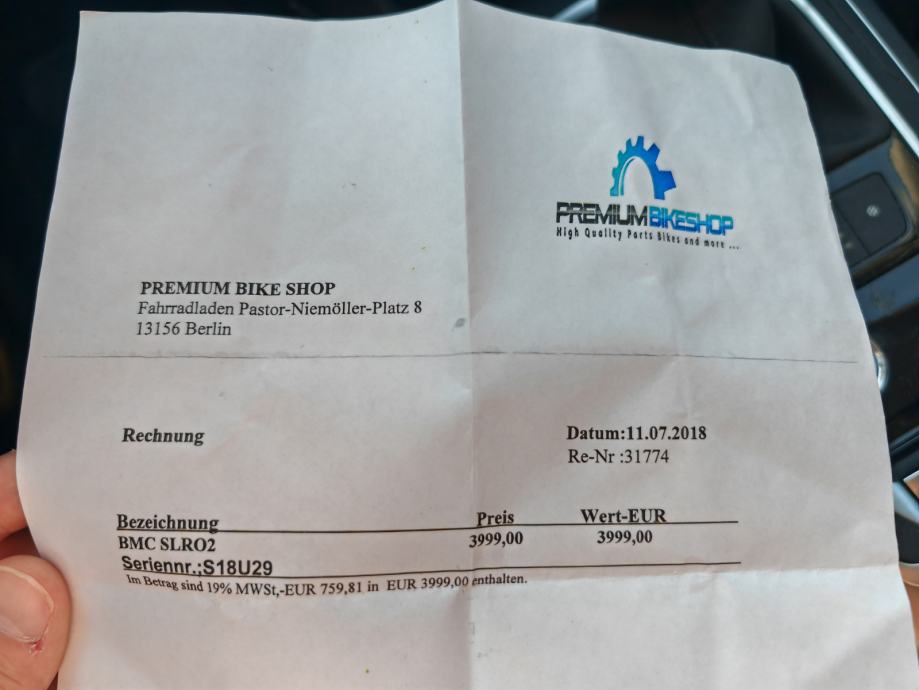 PREMIUMBIKESHOP
High Quality Parts Bikes and more ...
PREMIUM BIKE SHOP
Fahrradladen Pastor-Niemöller-Platz 8
13156 Berlin
Rechnung
Datum:11.07.2018
Re-Nr :31774
Bezeichnung Preis Wert-EUR
BMC SLRO2 3999,00 3999,00
Seriennr.:S18U29
Im Betrag sind 19% MWSt,-EUR 759,81 in EUR 3999,00 enthalten.